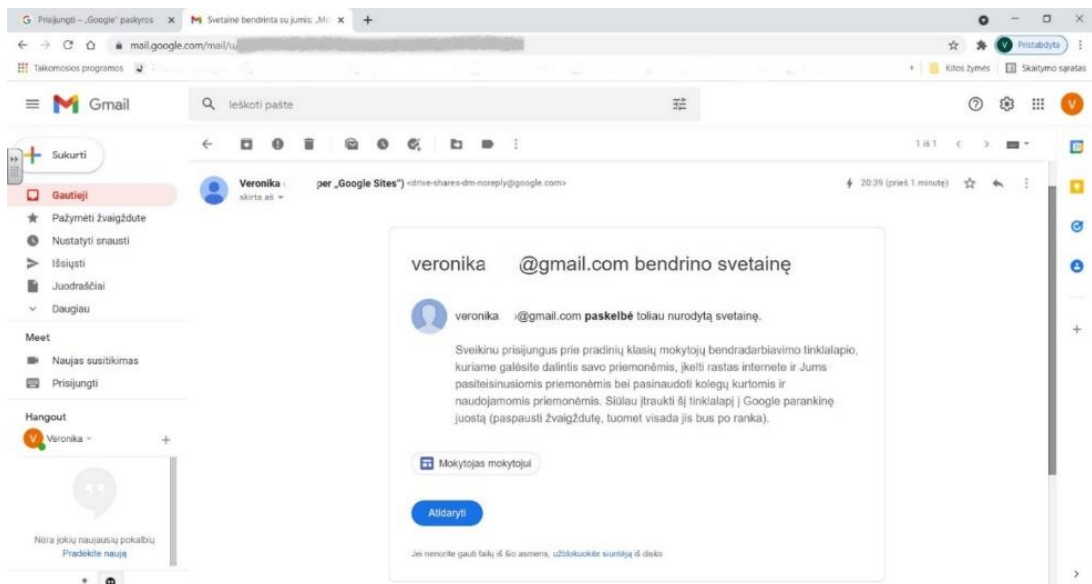 Prisijungti – „Google“ paskyros
Svetainė bendrinta su jumis: „Mo
mail.google.com/mail/u
Pristabdyta
Taikomosios programos
Kitos žymės
Skaitymo sąrašas
Gmail
Ieškoti pašte
V
Sukurti
1 iš 1
Gautieji
Pažymėti žvaigždute
Nustatyti snausti
Išsiųsti
Juodraščiai
Daugiau
Veronika per „Google Sites“) <drive-shares-dm-noreply@google.com>
skirta aš
20:39 (prieš 1 minutę)
veronika @gmail.com bendrino svetainę
veronika @gmail.com paskelbė toliau nurodytą svetainę.
Sveikinu prisijungus prie pradinių klasių mokytojų bendradarbiavimo tinklalapio,
kuriame galėsite dalintis savo priemonėmis, įkelti rastas internete ir Jums
pasiteisinusiomis priemonėmis bei pasinaudoti kolegų kurtomis ir
naudojamomis priemonėmis. Siūlau įtraukti šį tinklalapį į Google parankinę
juostą (paspausti žvaigždutę, tuomet visada jis bus po ranka).
Mokytojas mokytojui
Atidaryti
Jei nenorite gauti failų iš šio asmens, užblokuokite siuntėją iš disko
Meet
Naujas susitikimas
Prisijungti
Hangout
V
Veronika
Nėra jokių naujausių pokalbių
Pradėkite naują